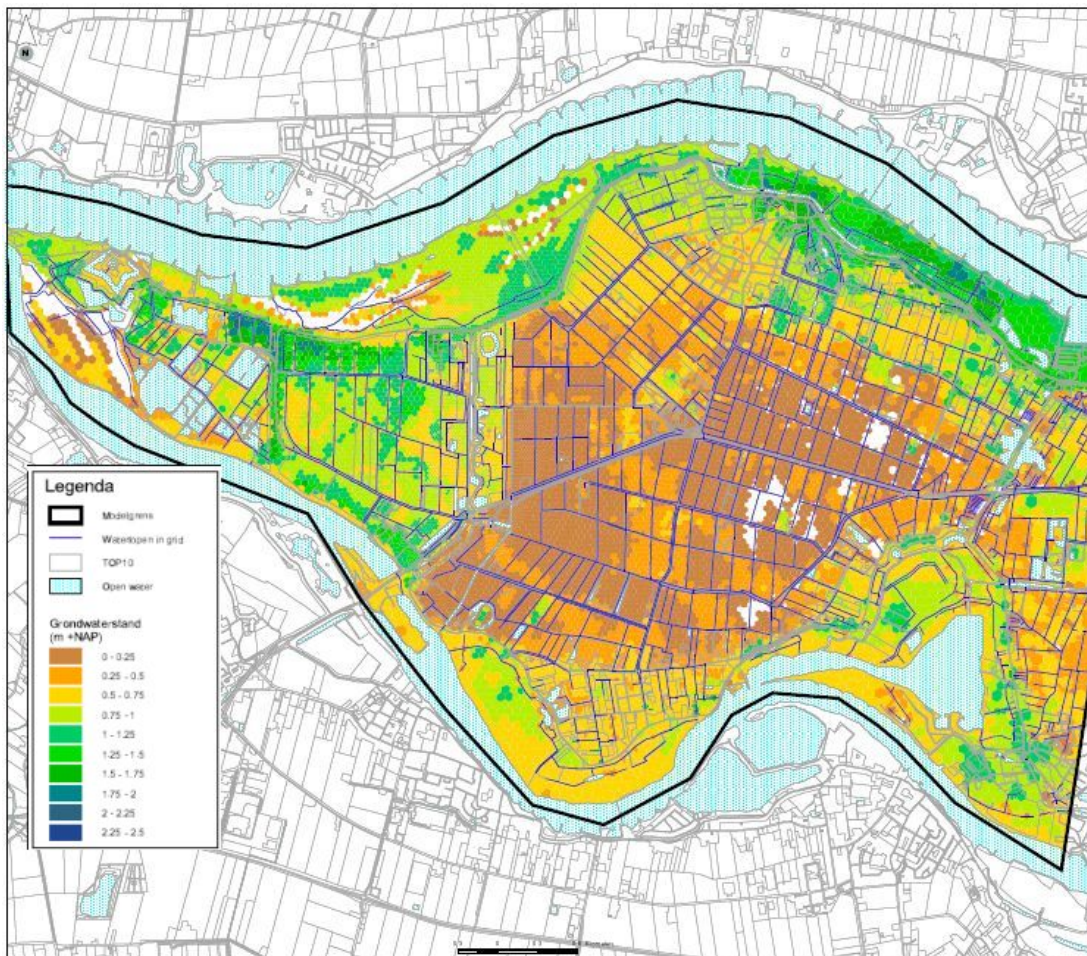 N
Legenda
Modelgrens
Waterlopen in grid
TOP10
Open water
Grondwaterstand
(m +NAP)
0 - 0.25
0.25 - 0.5
0.5 - 0.75
0.75 - 1
1 - 1.25
1.25 - 1.5
1.5 - 1.75
1.75 - 2
2 - 2.25
2.25 - 2.5